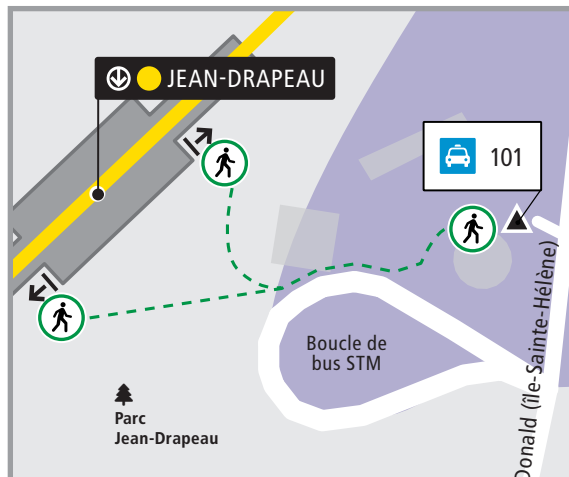 JEAN-DRAPEAU
101
Donald (île-Sainte-Hélène)
Boucle de
bus STM
Parc
Jean-Drapeau